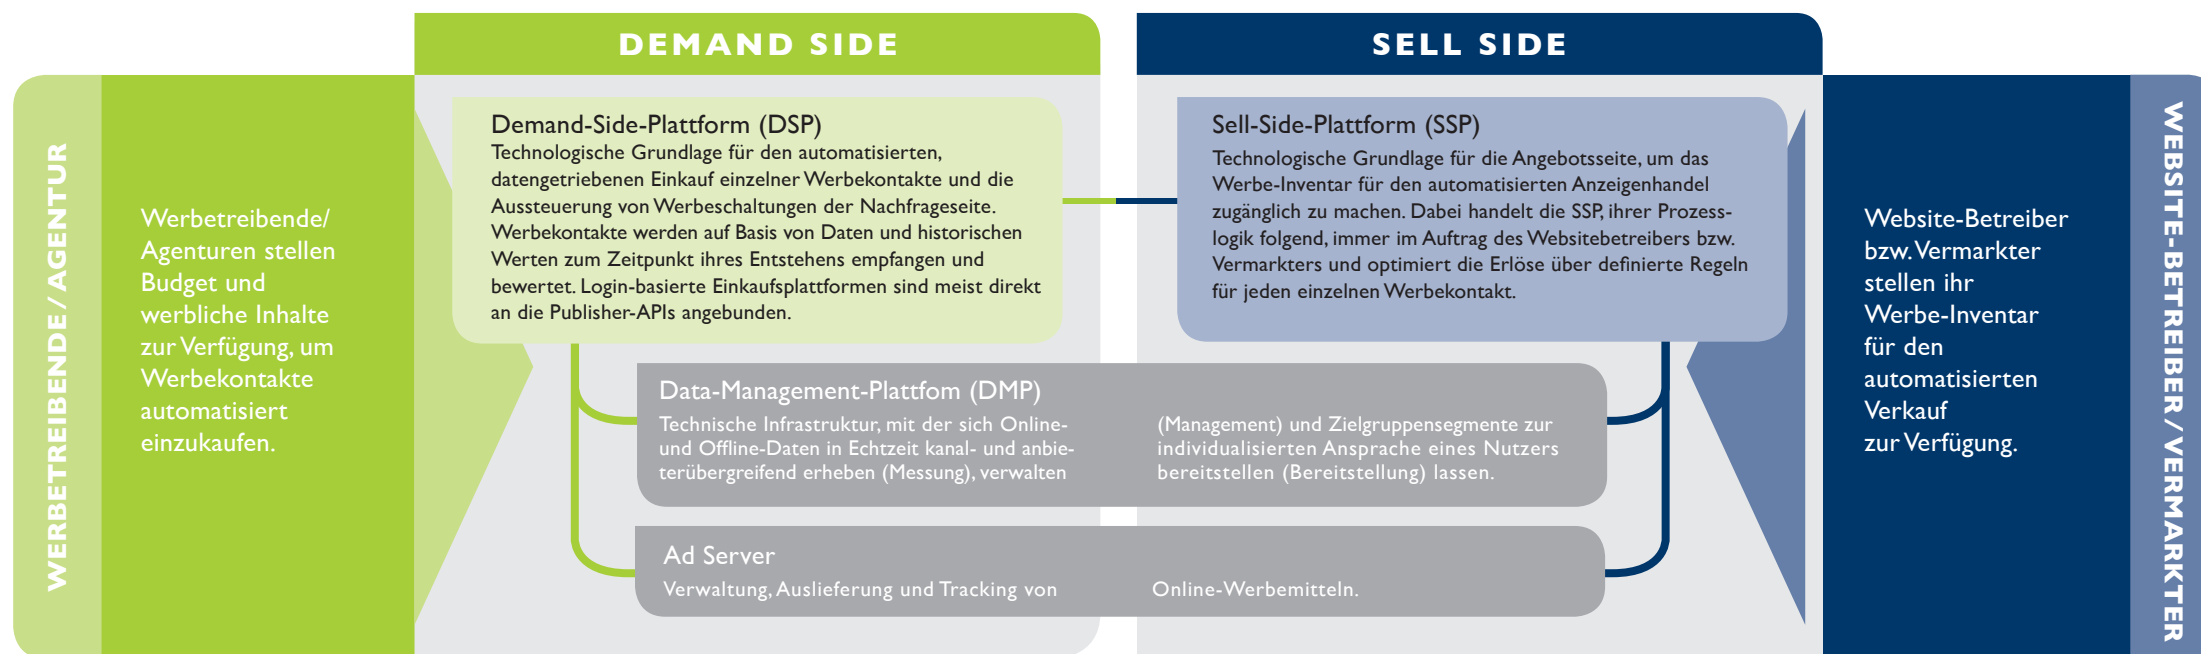 DEMAND SIDE
SELL SIDE
WERBETREIBENDE / AGENTUR
Werbetreibende/
Agenturen stellen
Budget und
werbliche Inhalte
zur Verfügung, um
Werbekontakte
automatisiert
einzukaufen.
Demand-Side-Plattform (DSP)
Technologische Grundlage für den automatisierten,
datengetriebenen Einkauf einzelner Werbekontakte und die
Aussteuerung von Werbeschaltungen der Nachfrageseite.
Werbekontakte werden auf Basis von Daten und historischen
Werten zum Zeitpunkt ihres Entstehens empfangen und
bewertet. Login-basierte Einkaufsplattformen sind meist direkt
an die Publisher-APIs angebunden.
Sell-Side-Plattform (SSP)
Technologische Grundlage für die Angebotsseite, um das
Werbe-Inventar für den automatisierten Anzeigenhandel
zugänglich zu machen. Dabei handelt die SSP, ihrer Prozess-
logik folgend, immer im Auftrag des Websitebetreibers bzw.
Vermarkters und optimiert die Erlöse über definierte Regeln
für jeden einzelnen Werbekontakt.
Data-Management-Plattfom (DMP)
Technische Infrastruktur, mit der sich Online-
und Offline-Daten in Echtzeit kanal- und anbie-
terübergreifend erheben (Messung), verwalten
(Management) und Zielgruppensegmente zur
individualisierten Ansprache eines Nutzers
bereitstellen (Bereitstellung) lassen.
Ad Server
Verwaltung, Auslieferung und Tracking von
Online-Werbemitteln.
Website-Betreiber
bzw. Vermarkter
stellen ihr
Werbe-Inventar
für den
automatisierten
Verkauf
zur Verfügung.
WEBSITE-BETREIBER / VERMARKTER